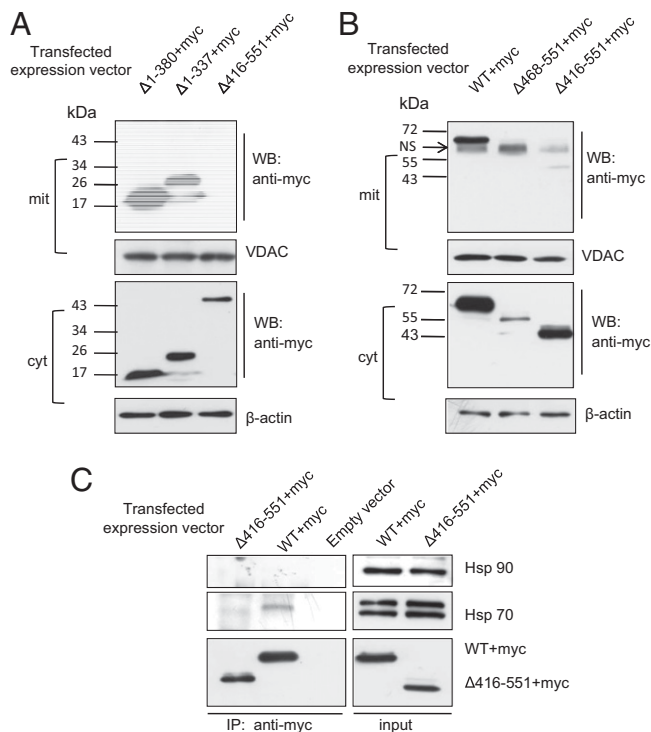 A
Transfected
expression vector
Δ1-380+myc
Δ1-337+myc
Δ416-551+myc
kDa
43
34
26
17
mit
WB:
anti-myc
VDAC
43
34
26
17
cyt
WB:
anti-myc
β-actin
B
Transfected
expression vector
WT+myc
Δ468-551+myc
Δ416-551+myc
kDa
72
NS
55
43
mit
WB:
anti-myc
VDAC
72
55
43
cyt
WB:
anti-myc
β-actin
C
Transfected
expression vector
Δ416-551+myc
WT+myc
Empty vector
WT+myc
Δ416-551+myc
Hsp 90
Hsp 70
WT+myc
Δ416-551+myc
IP: anti-myc
input